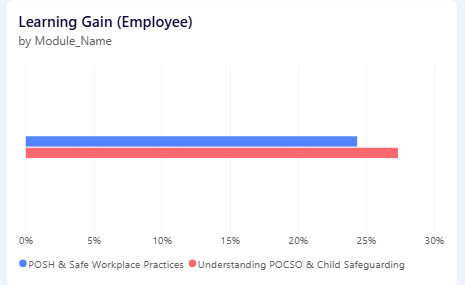 Learning Gain (Employee)
by Module_Name
0% 5% 10% 15% 20% 25% 30%
POSH & Safe Workplace Practices Understanding POCSO & Child Safeguarding